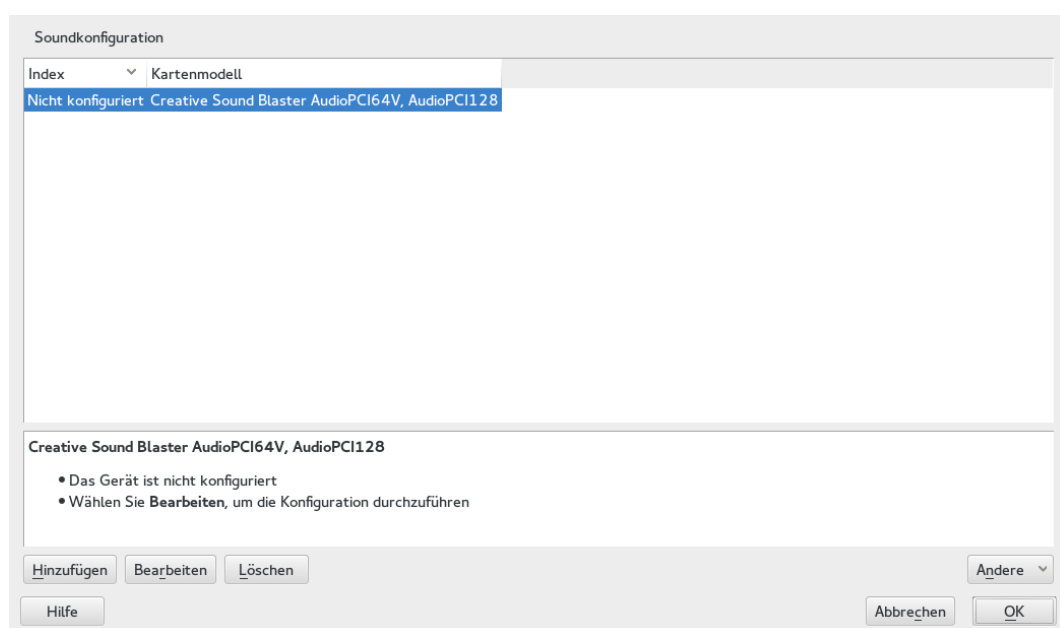 Soundkonfiguration
Index Kartenmodell
Nicht konfiguriert Creative Sound Blaster AudioPCI64V, AudioPCI128
Creative Sound Blaster AudioPCI64V, AudioPCI128
• Das Gerät ist nicht konfiguriert
• Wählen Sie Bearbeiten, um die Konfiguration durchzuführen
Hinzufügen Bearbeiten Löschen Andere
Hilfe Abbrechen OK